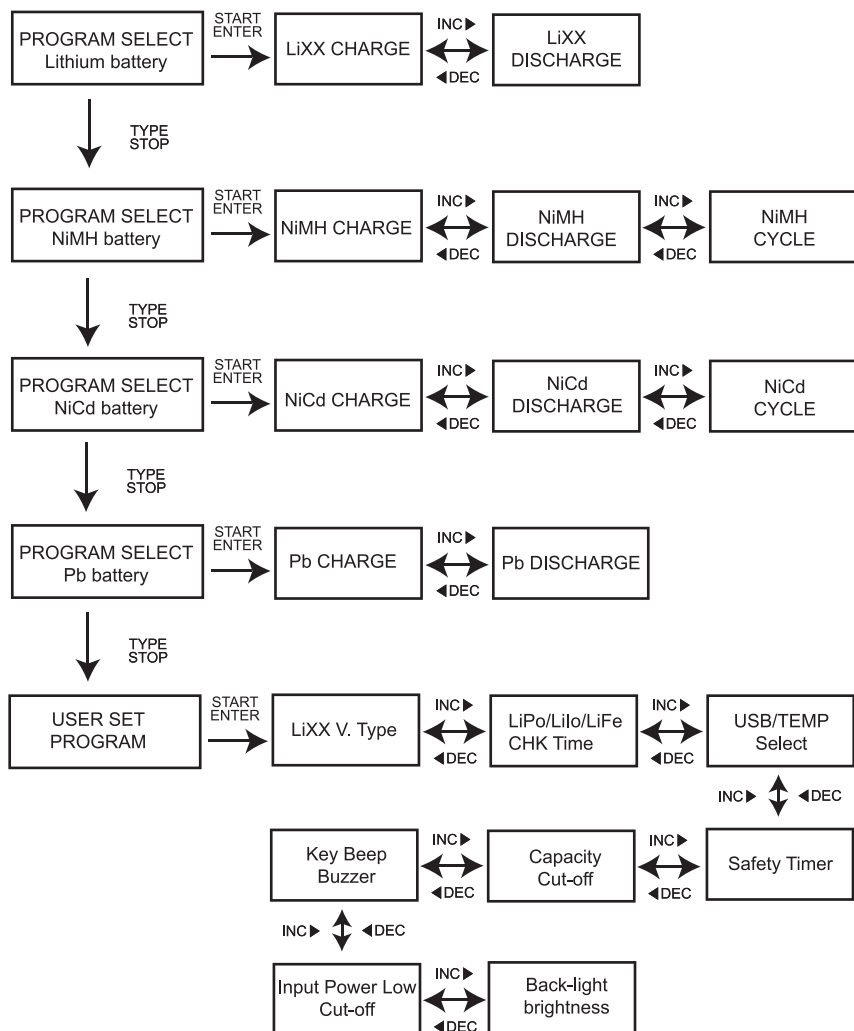 PROGRAM SELECT
Lithium battery
START
ENTER
LiXX CHARGE
INC▶
◀DEC
LiXX
DISCHARGE
TYPE
STOP
PROGRAM SELECT
NiMH battery
START
ENTER
NiMH CHARGE
INC▶
◀DEC
NiMH
DISCHARGE
INC▶
◀DEC
NiMH
CYCLE
TYPE
STOP
PROGRAM SELECT
NiCd battery
START
ENTER
NiCd CHARGE
INC▶
◀DEC
NiCd
DISCHARGE
INC▶
◀DEC
NiCd
CYCLE
TYPE
STOP
PROGRAM SELECT
Pb battery
START
ENTER
Pb CHARGE
INC▶
◀DEC
Pb DISCHARGE
TYPE
STOP
USER SET
PROGRAM
START
ENTER
LiXX V. Type
INC▶
◀DEC
LiPo/LiIo/LiFe
CHK Time
INC▶
◀DEC
USB/TEMP
Select
INC▶ ◀DEC
Key Beep
Buzzer
INC▶
◀DEC
Capacity
Cut-off
INC▶
◀DEC
Safety Timer
INC▶ ◀DEC
Input Power Low
Cut-off
INC▶
◀DEC
Back-light
brightness